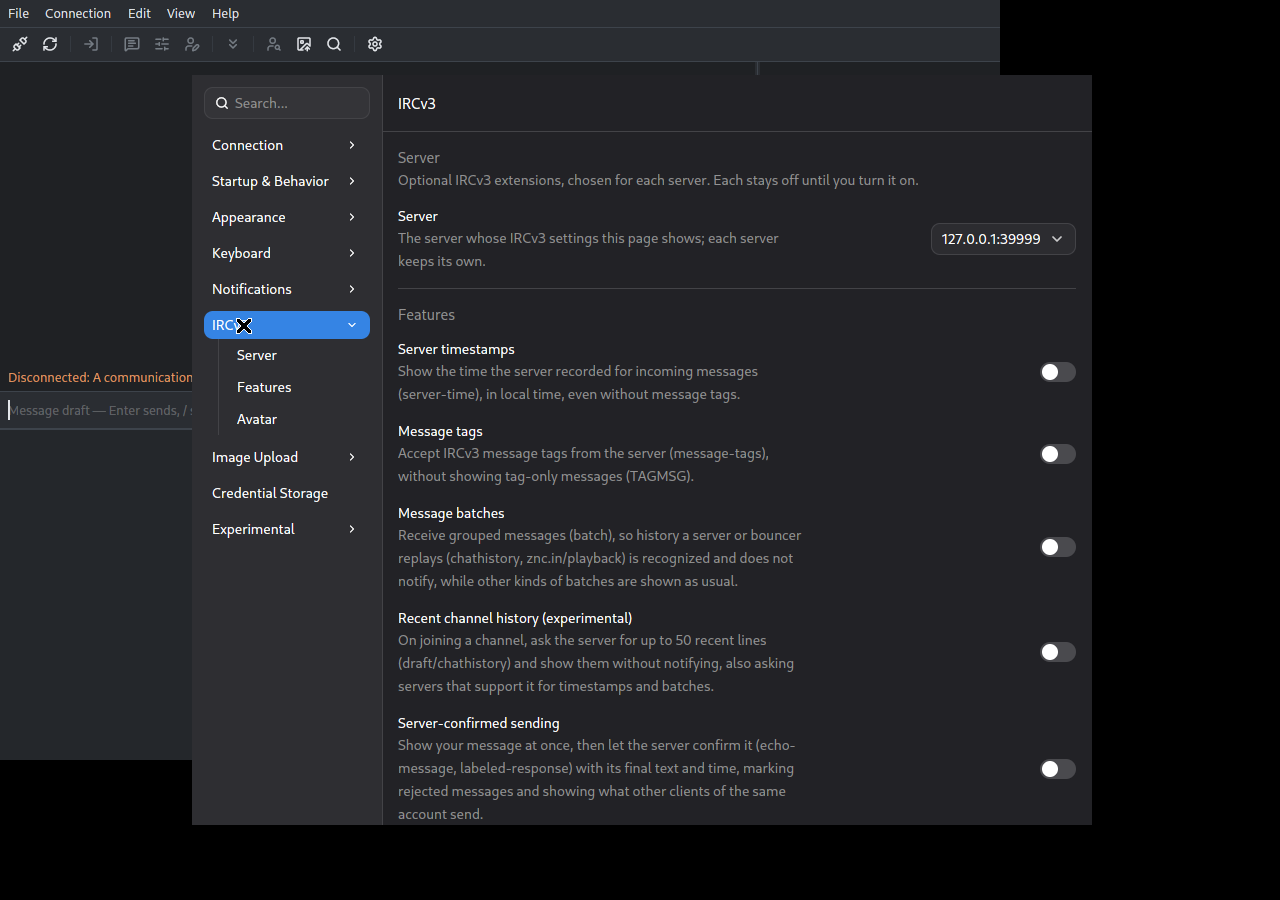 File Connection Edit View Help
Search...
IRCv3
Connection
Startup & Behavior
Appearance
Keyboard
Notifications
Server
Features
Avatar
Image Upload
Credential Storage
Experimental
Disconnected: A communication
Message draft — Enter sends, /
Server
Optional IRCv3 extensions, chosen for each server. Each stays off until you turn it on.
Server
The server whose IRCv3 settings this page shows; each server
keeps its own.
127.0.0.1:39999
Features
Server timestamps
Show the time the server recorded for incoming messages
(server-time), in local time, even without message tags.
Message tags
Accept IRCv3 message tags from the server (message-tags),
without showing tag-only messages (TAGMSG).
Message batches
Receive grouped messages (batch), so history a server or bouncer
replays (chathistory, znc.in/playback) is recognized and does not
notify, while other kinds of batches are shown as usual.
Recent channel history (experimental)
On joining a channel, ask the server for up to 50 recent lines
(draft/chathistory) and show them without notifying, also asking
servers that support it for timestamps and batches.
Server-confirmed sending
Show your message at once, then let the server confirm it (echo-
message, labeled-response) with its final text and time, marking
rejected messages and showing what other clients of the same
account send.